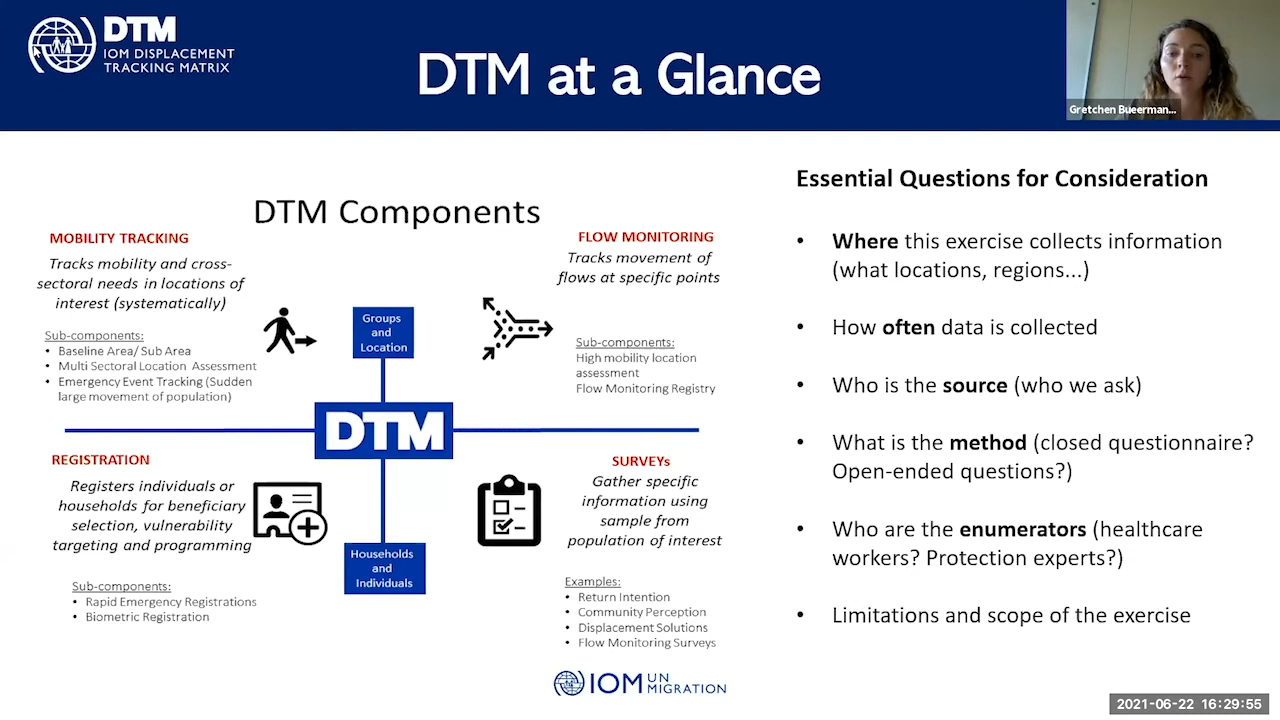 DTM
IOM DISPLACEMENT
TRACKING MATRIX
DTM at a Glance
Gretchen Bueerman...
DTM Components
MOBILITY TRACKING
Tracks mobility and cross-
sectoral needs in locations of
interest (systematically)
Sub-components:
• Baseline Area/ Sub Area
• Multi Sectoral Location Assessment
• Emergency Event Tracking (Sudden
large movement of population)
Groups
and
Location
FLOW MONITORING
Tracks movement of
flows at specific points
Sub-components:
High mobility location
assessment
Flow Monitoring Registry
DTM
REGISTRATION
Registers individuals or
households for beneficiary
selection, vulnerability
targeting and programming
Sub-components:
• Rapid Emergency Registrations
• Biometric Registration
Households
and
Individuals
SURVEYs
Gather specific
information using
sample from
population of interest
Examples:
• Return Intention
• Community Perception
• Displacement Solutions
• Flow Monitoring Surveys
IOM UN
MIGRATION
Essential Questions for Consideration
• Where this exercise collects information
(what locations, regions...)
• How often data is collected
• Who is the source (who we ask)
• What is the method (closed questionnaire?
Open-ended questions?)
• Who are the enumerators (healthcare
workers? Protection experts?)
• Limitations and scope of the exercise
2021-06-22 16:29:55